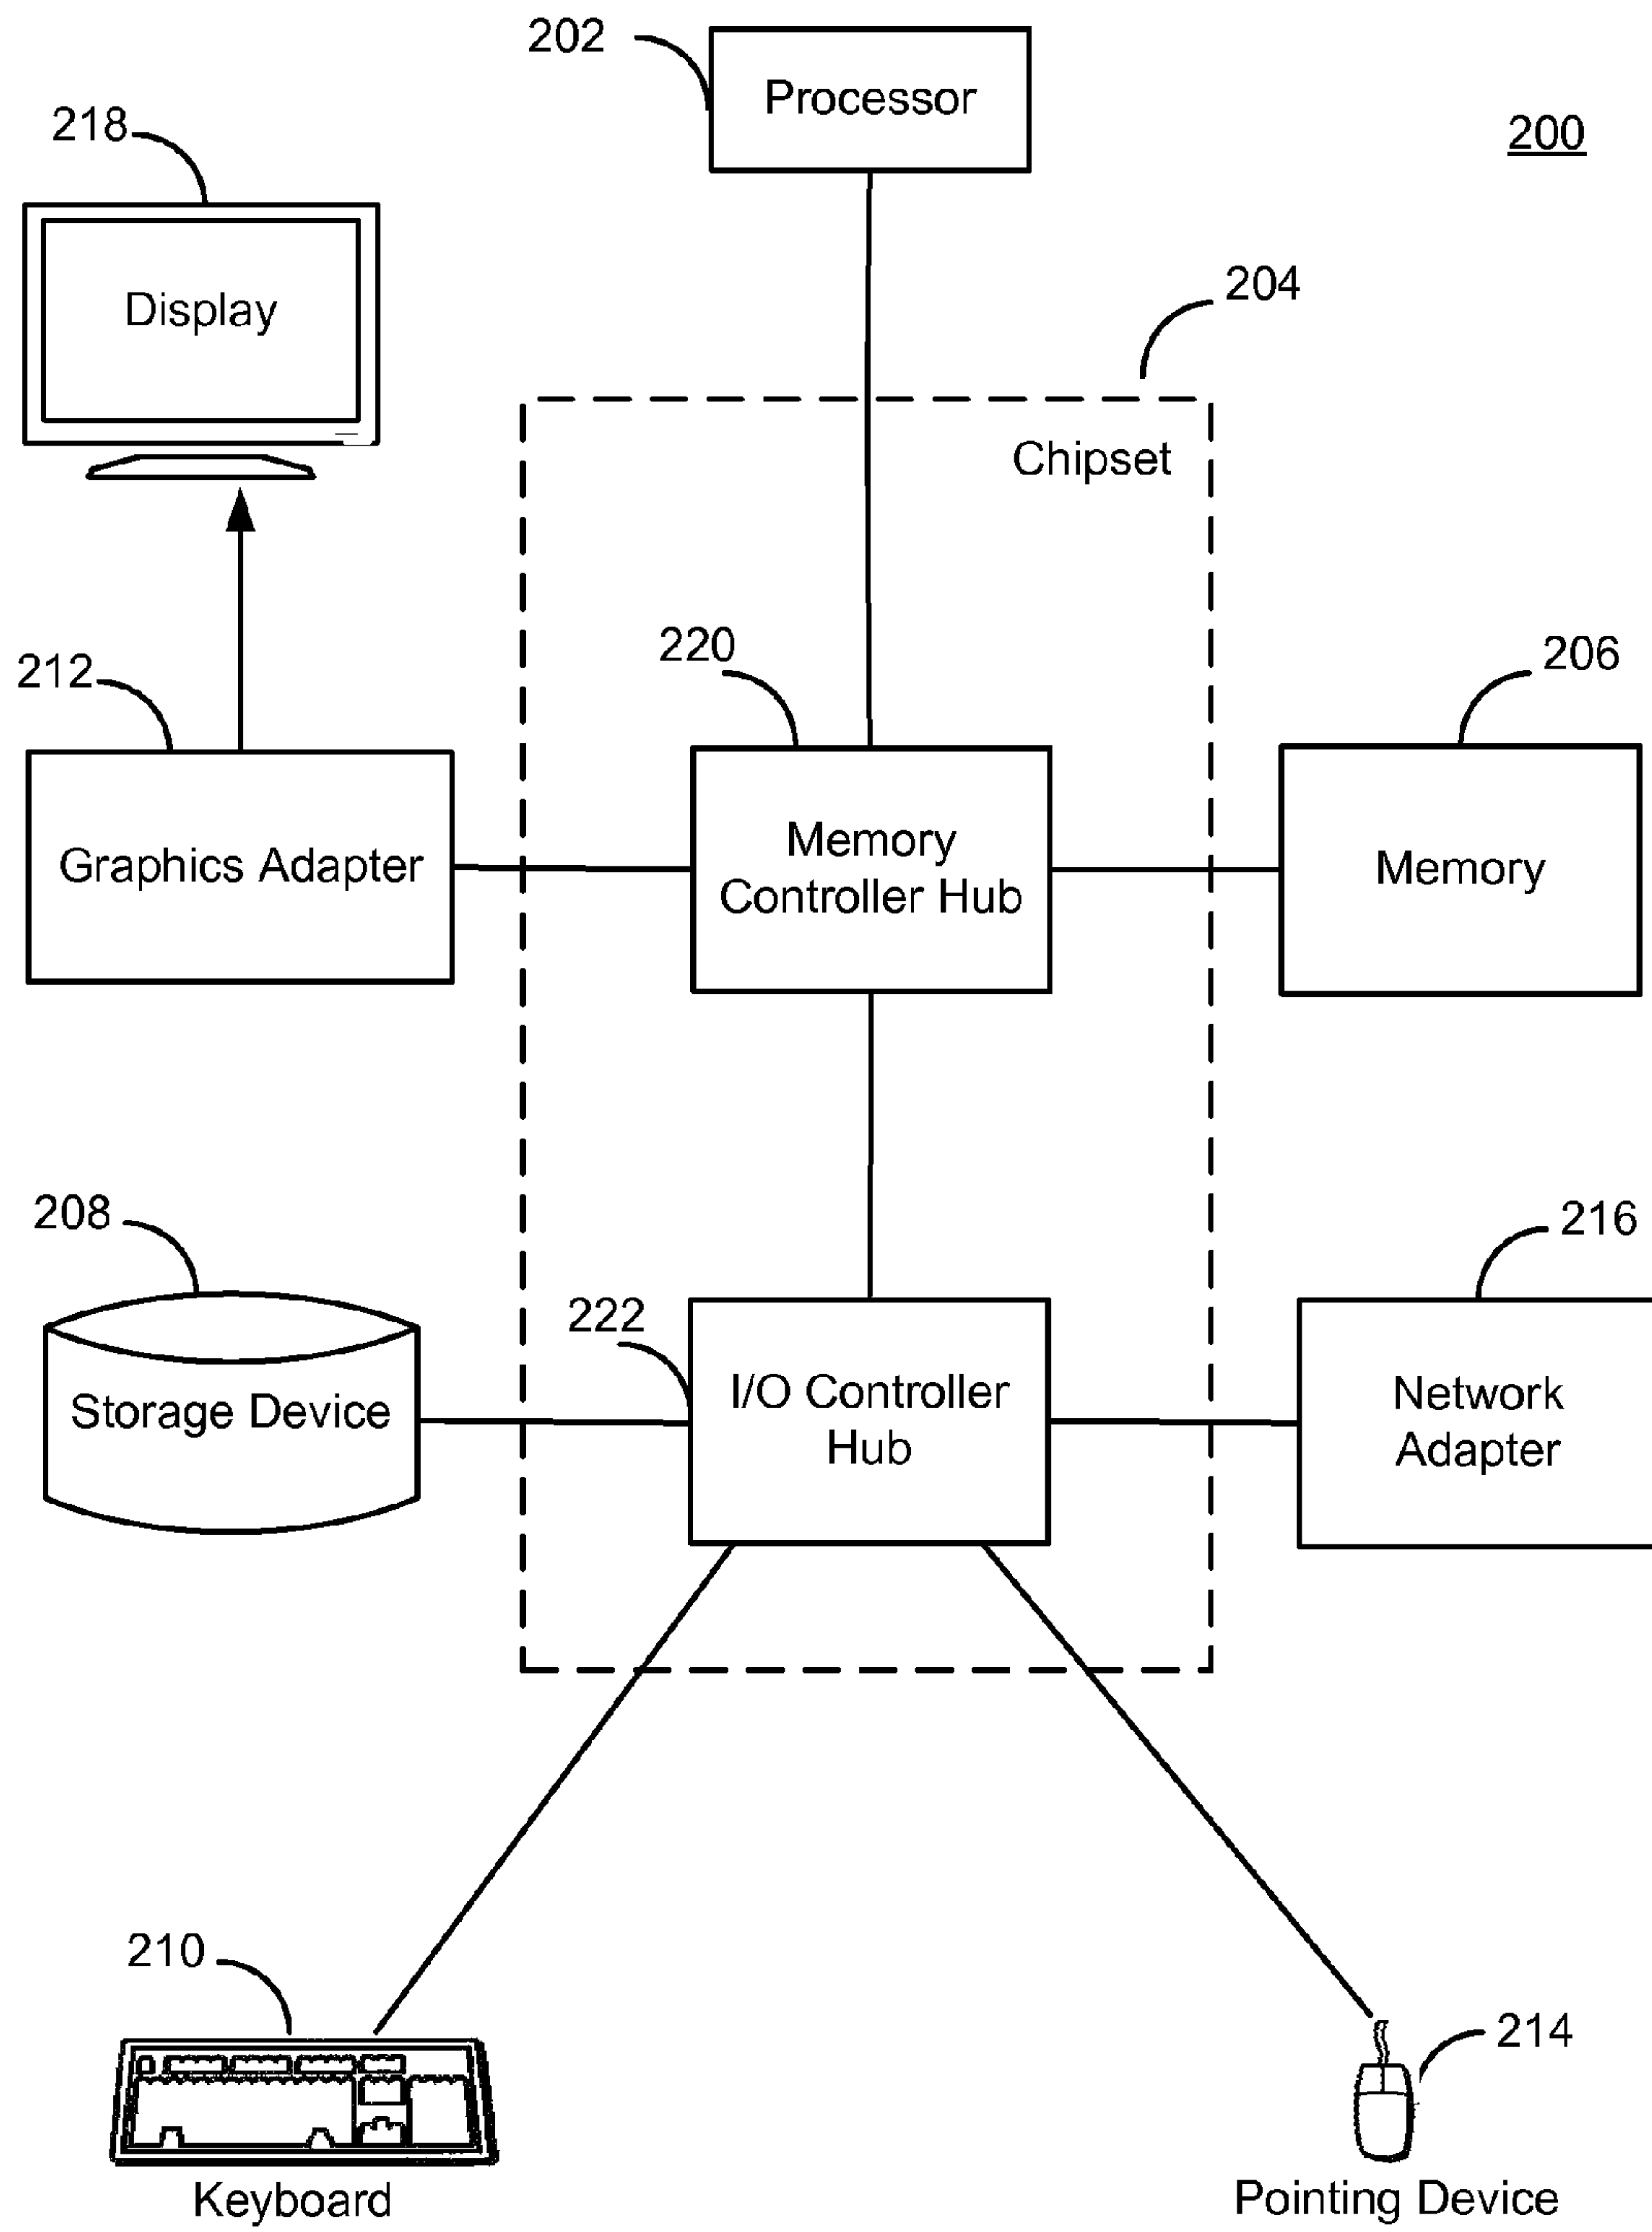 202
Processor
200
218
Display
204
Chipset
220
206
212
Graphics Adapter
Memory
Controller Hub
Memory
208
216
222
Storage Device
I/O Controller
Hub
Network
Adapter
210
214
Keyboard
Pointing Device